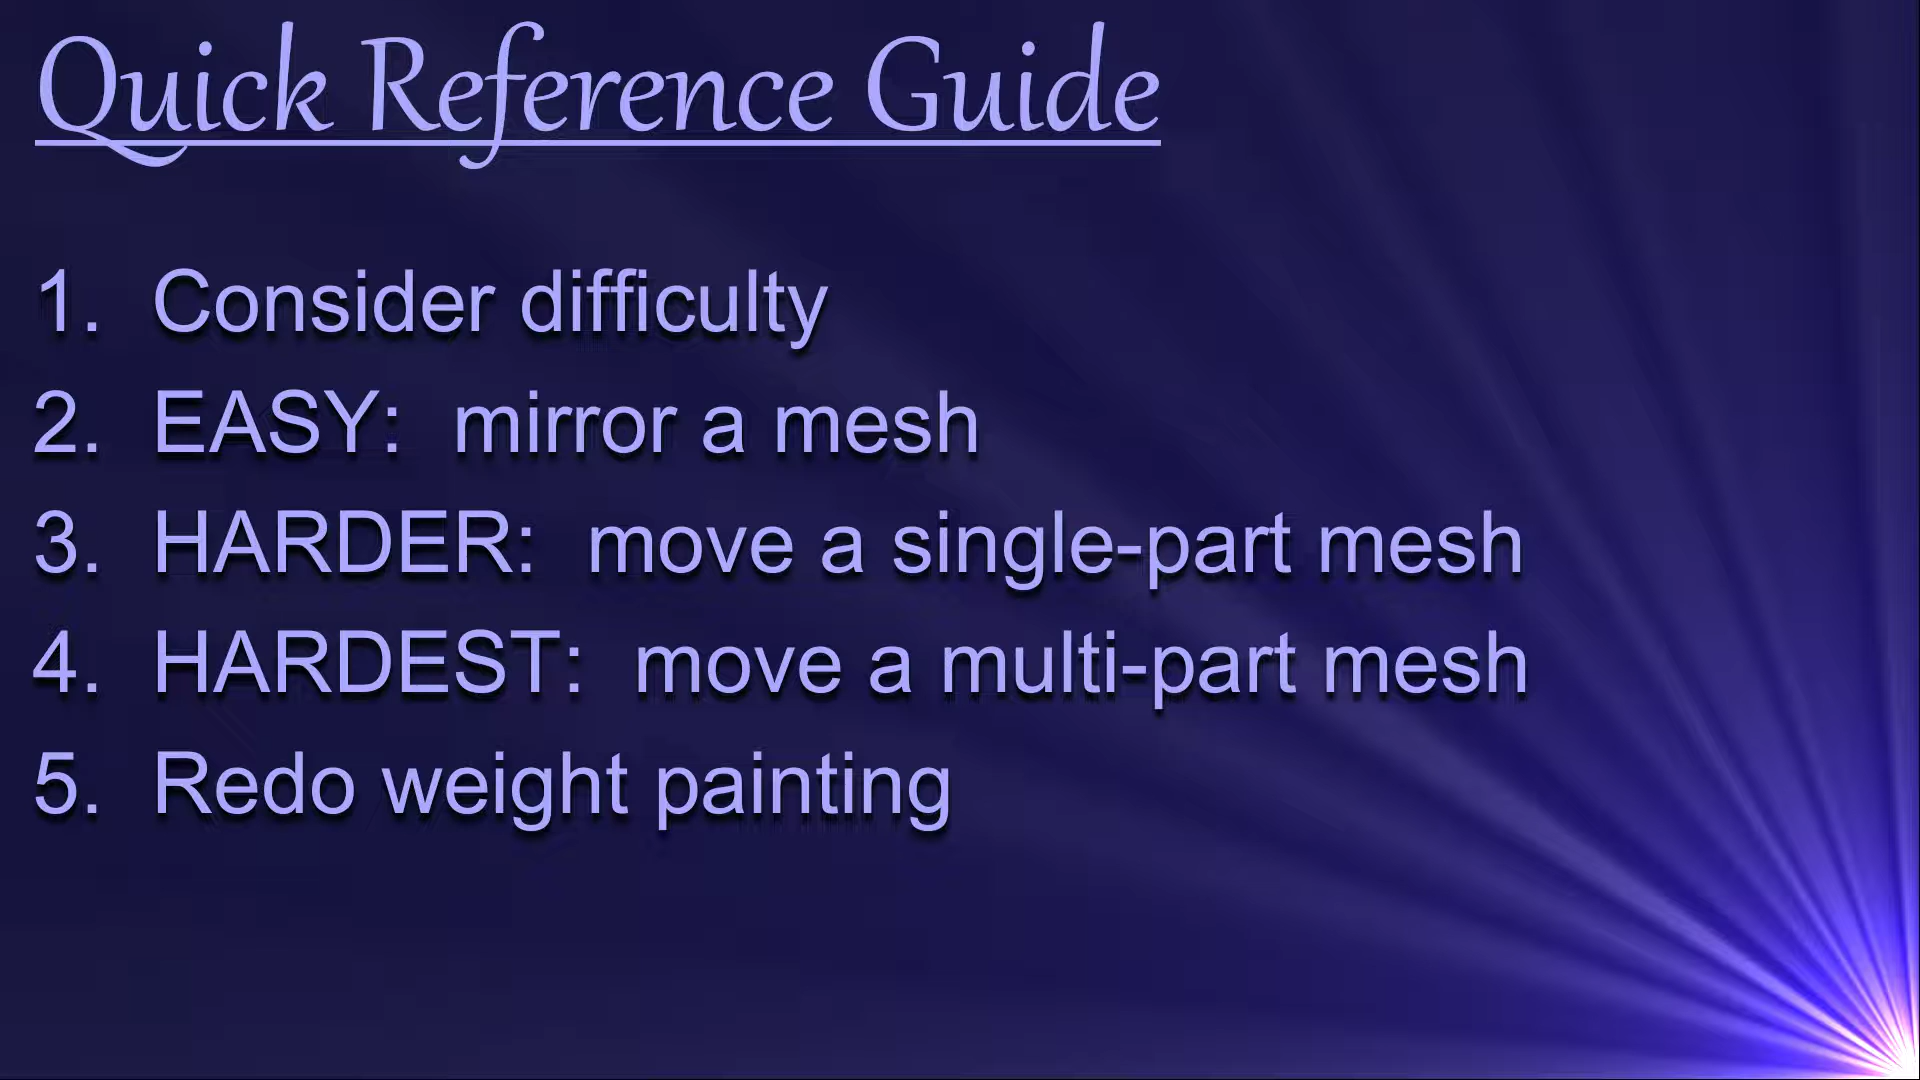 Quick Reference Guide
1. Consider difficulty
2. EASY: mirror a mesh
3. HARDER: move a single-part mesh
4. HARDEST: move a multi-part mesh
5. Redo weight painting